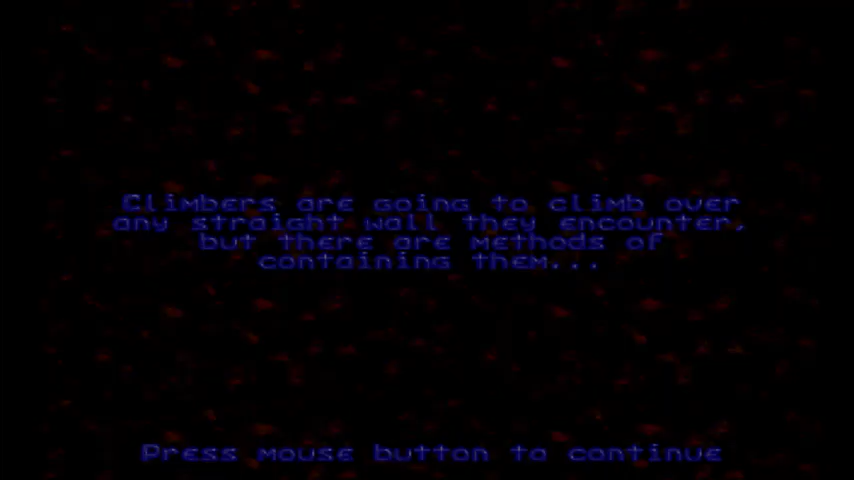 Climbers are going to climb over
any straight wall they encounter,
but there are methods of
containing them...
Press mouse button to continue